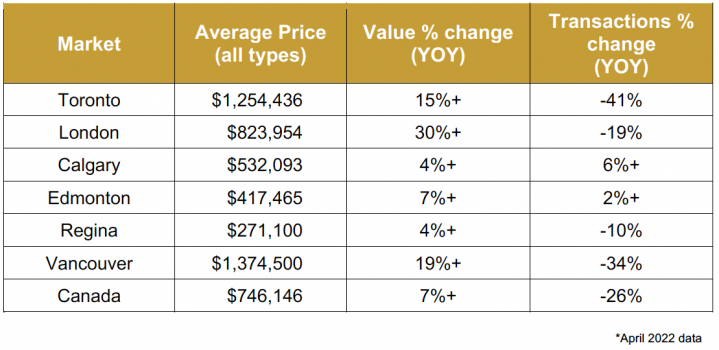 Market Average Price (all types) Value % change (YOY) Transactions % change (YOY)
Toronto $1,254,436 15%+ -41%
London $823,954 30%+ -19%
Calgary $532,093 4%+ 6%+
Edmonton $417,465 7%+ 2%+
Regina $271,100 4%+ -10%
Vancouver $1,374,500 19%+ -34%
Canada $746,146 7%+ -26%
*April 2022 data